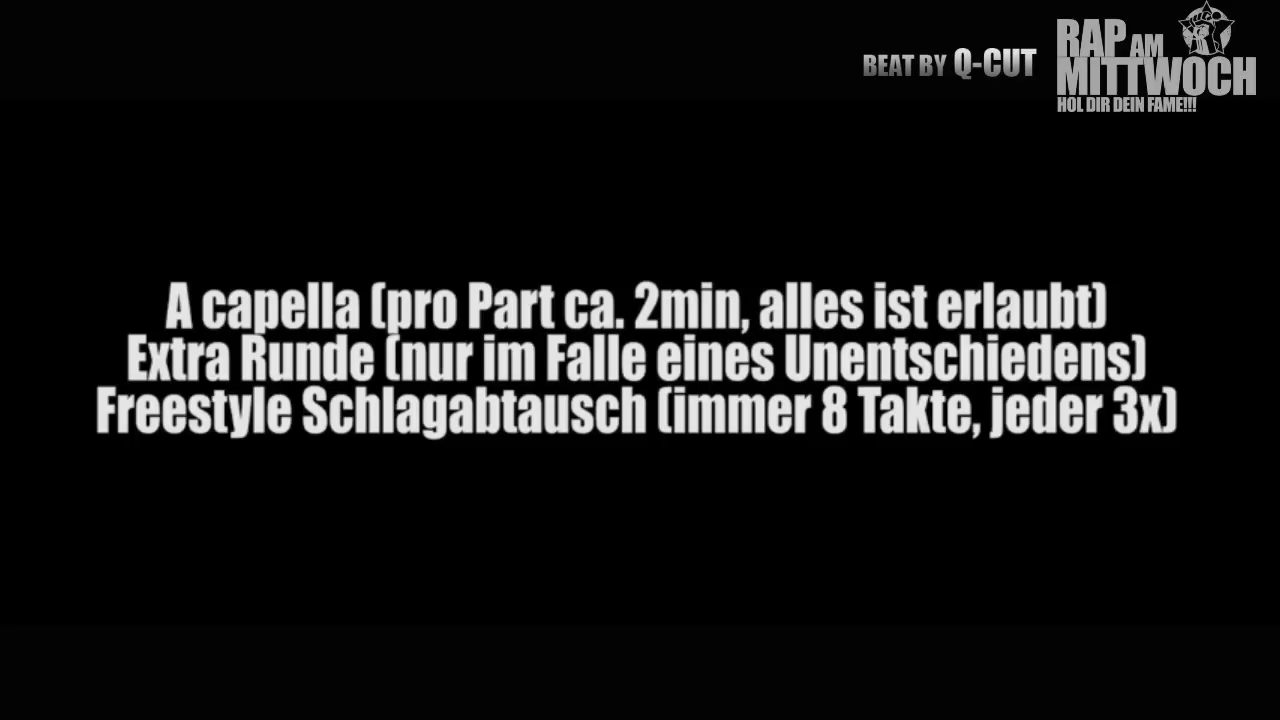 BEAT BY Q-CUT
RAP AM
MITTWOCH
HOL DIR DEIN FAME!!!
A capella (pro Part ca. 2min, alles ist erlaubt)
Extra Runde (nur im Falle eines Unentschiedens)
Freestyle Schlagabtausch (immer 8 Takte, jeder 3x)